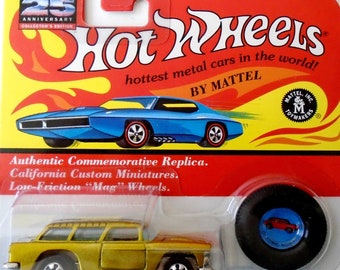 25
ANNIVERSARY
COLLECTOR'S EDITION
Hot Wheels
hottest metal cars in the world!
BY MATTEL
MATTEL, INC.
TOYMAKERS
Authentic Commemorative Replica.
California Custom Miniatures.
Low-Friction "Mag" Wheels.